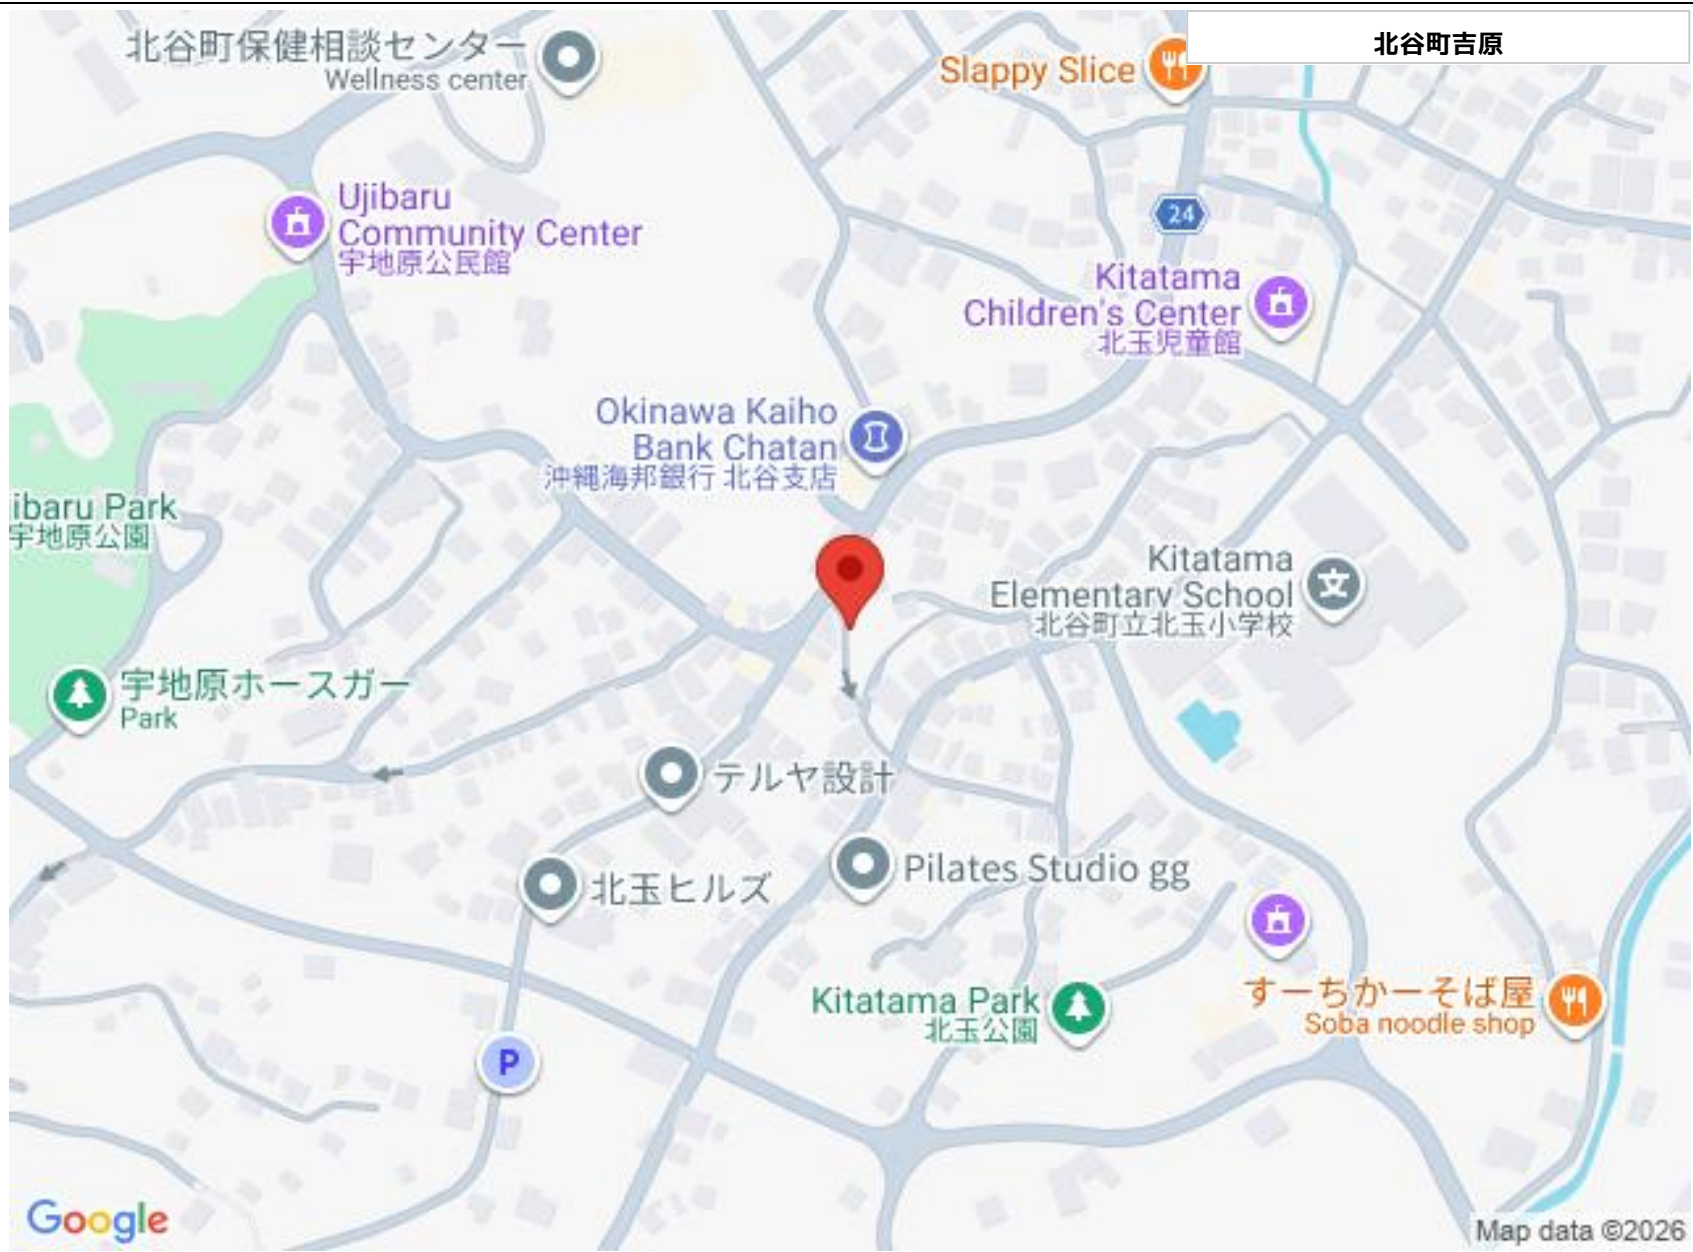 北谷町吉原
北谷町保健相談センター
Wellness center
Slappy Slice
Ujibaru
Community Center
宇地原公民館
24
Kitatama
Children's Center
北玉児童館
Okinawa Kaiho
Bank Chatan
沖縄海邦銀行 北谷支店
ibaru Park
宇地原公園
Kitatama
Elementary School
北谷町立北玉小学校
宇地原ホースガー
Park
テルヤ設計
Pilates Studio gg
北玉ヒルズ
Kitatama Park
北玉公園
すーちかーそば屋
Soba noodle shop
P
Google
Map data ©2026